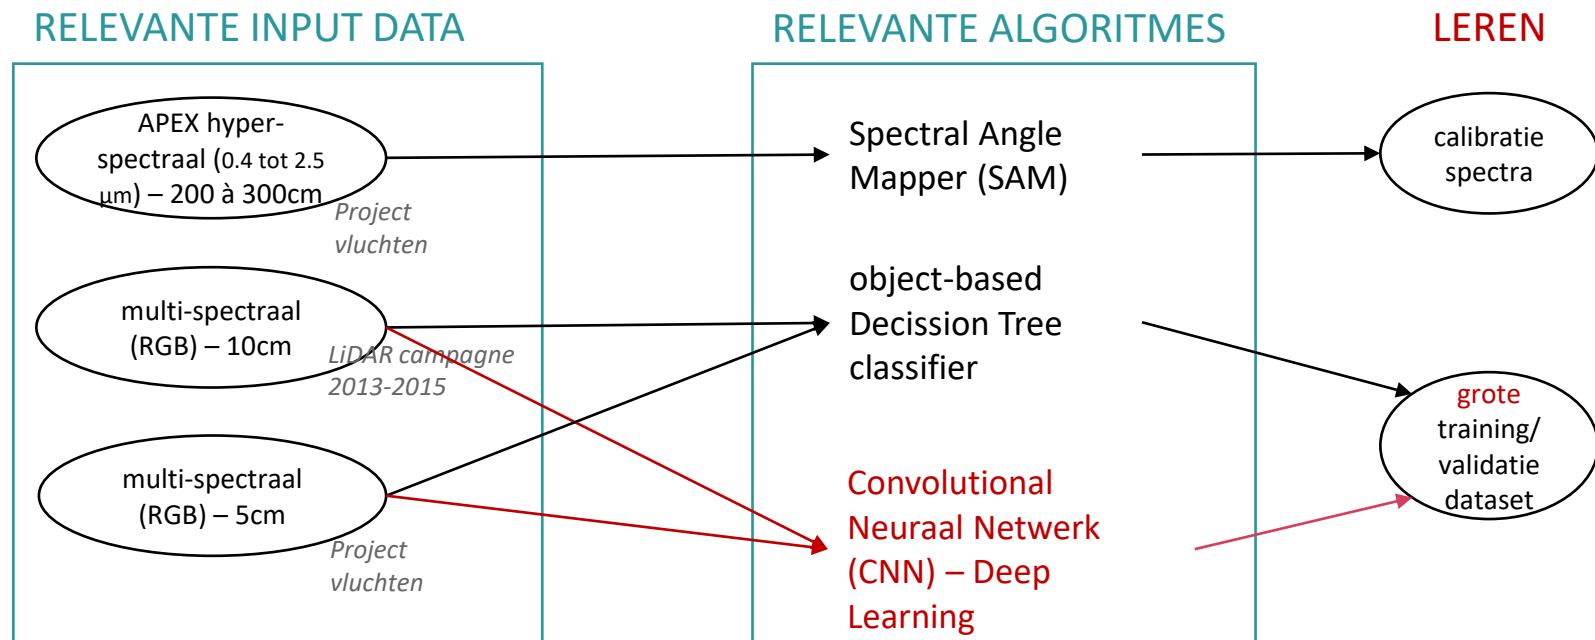 RELEVANTE INPUT DATA
RELEVANTE ALGORITMES
LEREN
APEX hyper-
spectraal (0.4 tot 2.5
µm) – 200 à 300cm
Project
vluchten
Spectral Angle
Mapper (SAM)
calibratie
spectra
multi-spectraal
(RGB) – 10cm
LiDAR campagne
2013-2015
object-based
Decission Tree
classifier
grote
training/
validatie
dataset
multi-spectraal
(RGB) – 5cm
Project
vluchten
Convolutional
Neuraal Netwerk
(CNN) – Deep
Learning